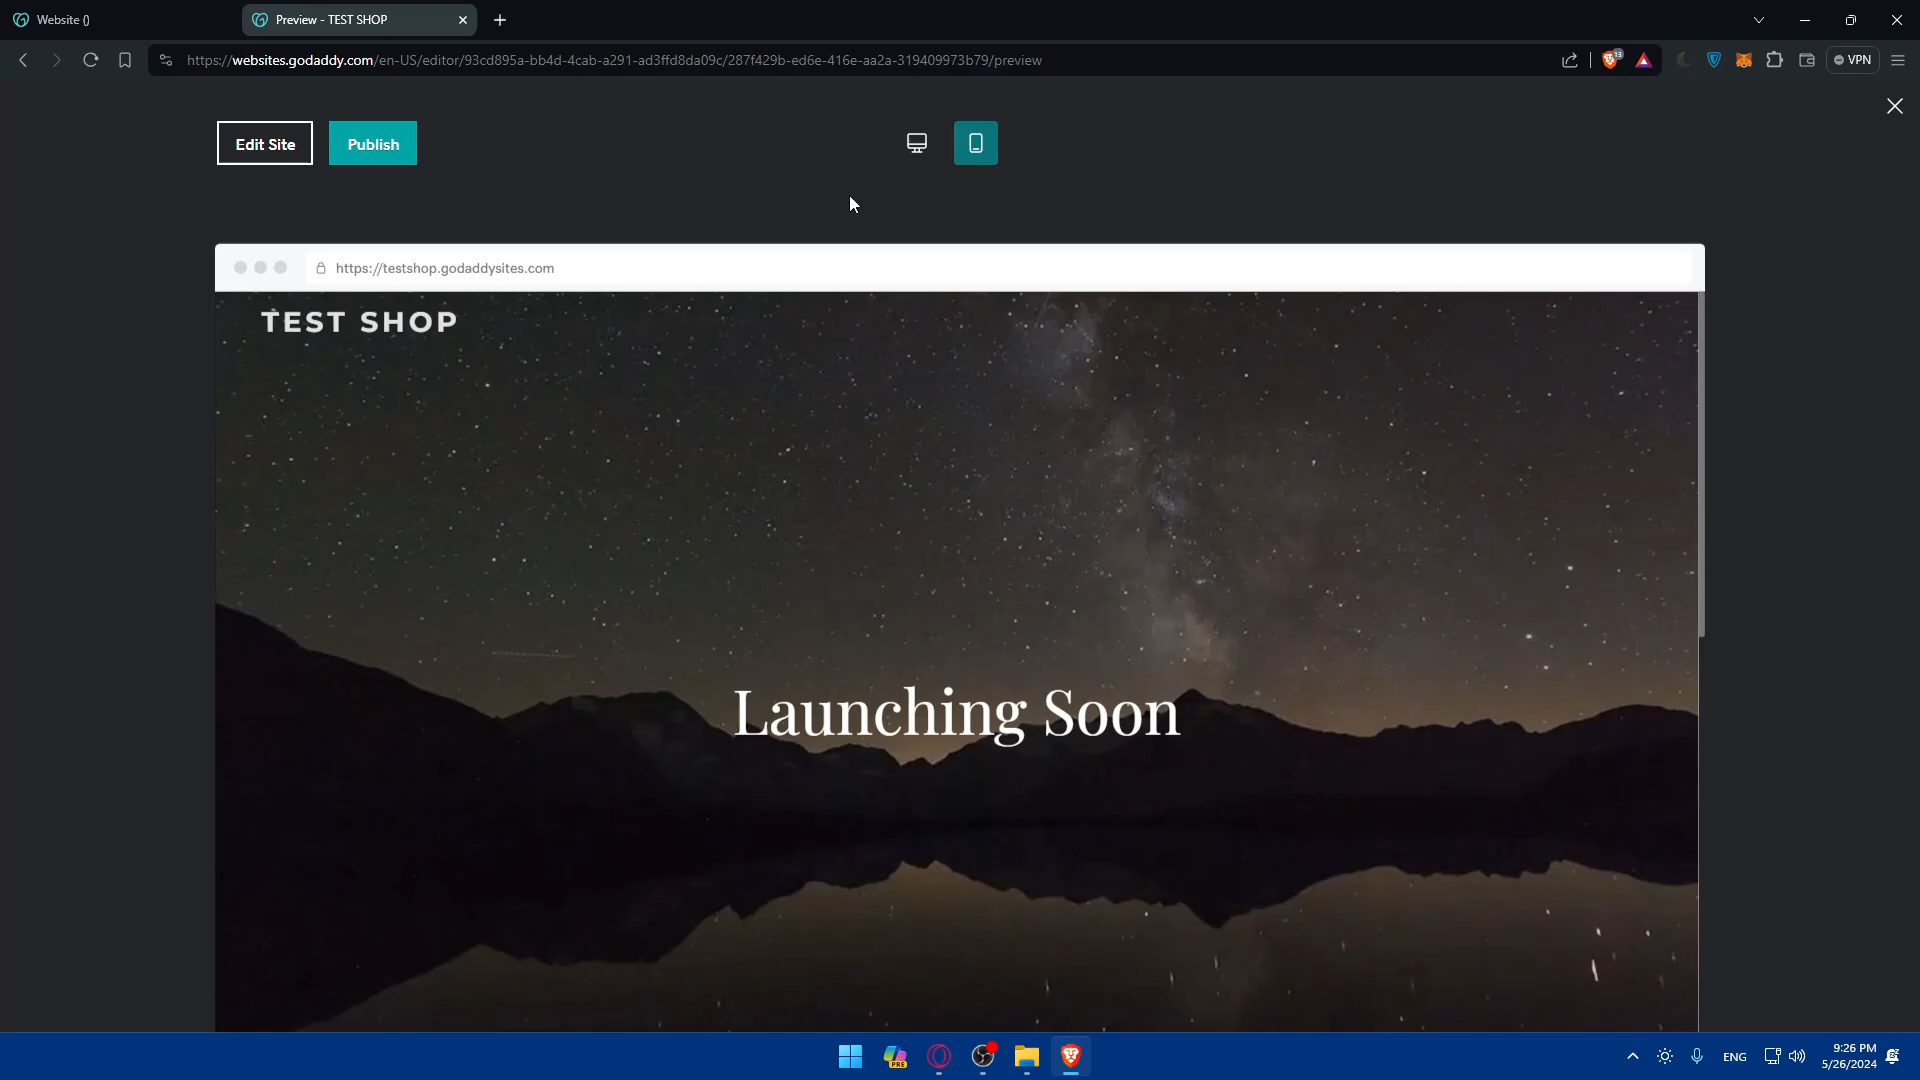 Website ()
Preview - TEST SHOP
https://websites.godaddy.com/en-US/editor/93cd895a-bb4d-4cab-a291-ad3ffd8da09c/287f429b-ed6e-416e-aa2a-319409973b79/preview
13
VPN
Edit Site
Publish
https://testshop.godaddysites.com
TEST SHOP
Launching Soon
PRE
ENG
9:26 PM
5/26/2024